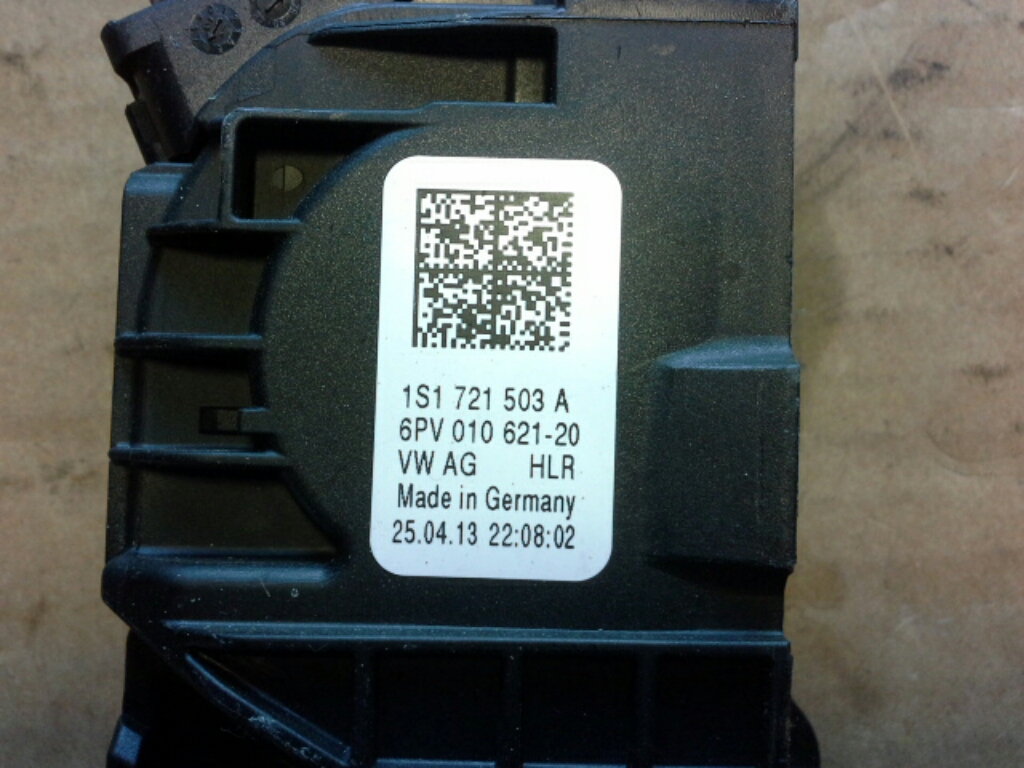 1S1 721 503 A
6PV 010 621-20
VW AG HLR
Made in Germany
25.04.13 22:08:02